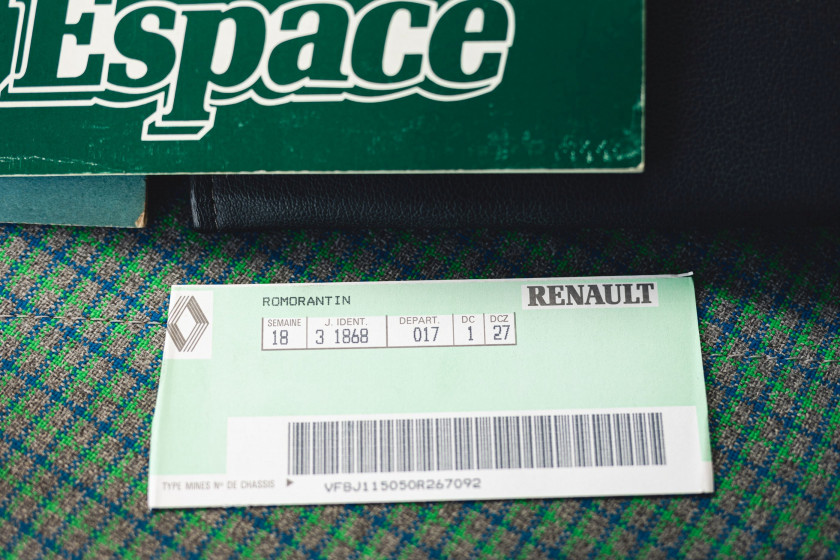 Espace
ROMORANTIN
RENAULT
SEMAINE J. IDENT. DEPART. DC DCZ
18 3 1868 017 1 27
TYPE MINES Nº DE CHASSIS ▶ VF8J115050R267092